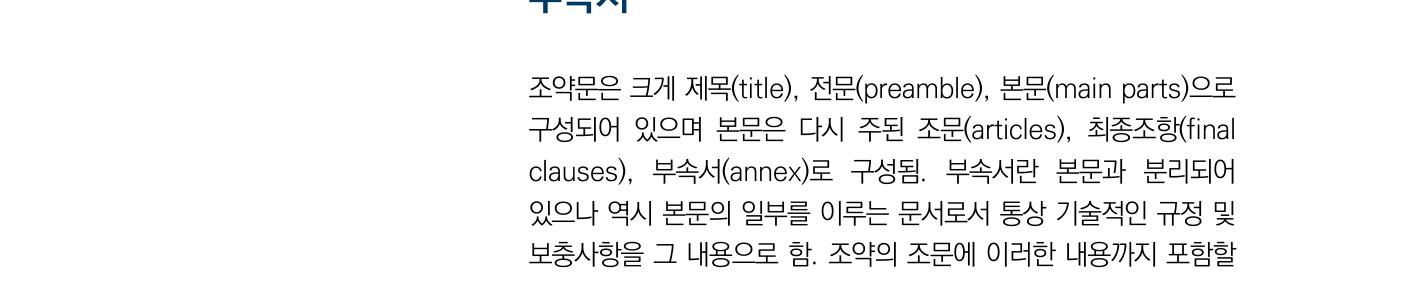 부속서
조약문은 크게 제목(title), 전문(preamble), 본문(main parts)으로
구성되어 있으며 본문은 다시 주된 조문(articles), 최종조항(final
clauses), 부속서(annex)로 구성됨. 부속서란 본문과 분리되어
있으나 역시 본문의 일부를 이루는 문서로서 통상 기술적인 규정 및
보충사항을 그 내용으로 함. 조약의 조문에 이러한 내용까지 포함할